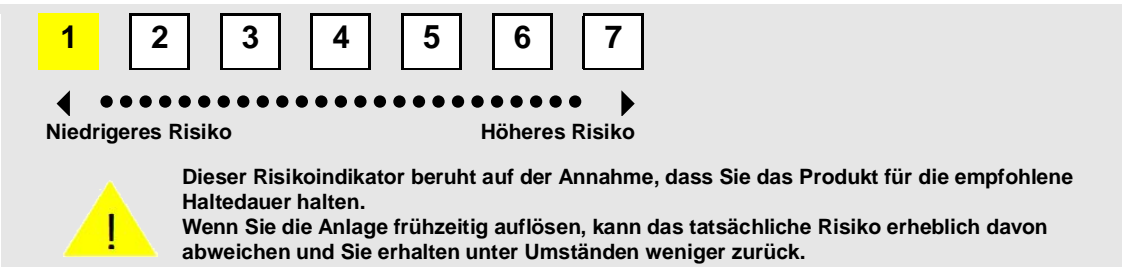 1 2 3 4 5 6 7
Niedrigeres Risiko Höheres Risiko
Dieser Risikoindikator beruht auf der Annahme, dass Sie das Produkt für die empfohlene
Haltedauer halten.
Wenn Sie die Anlage frühzeitig auflösen, kann das tatsächliche Risiko erheblich davon
abweichen und Sie erhalten unter Umständen weniger zurück.
!